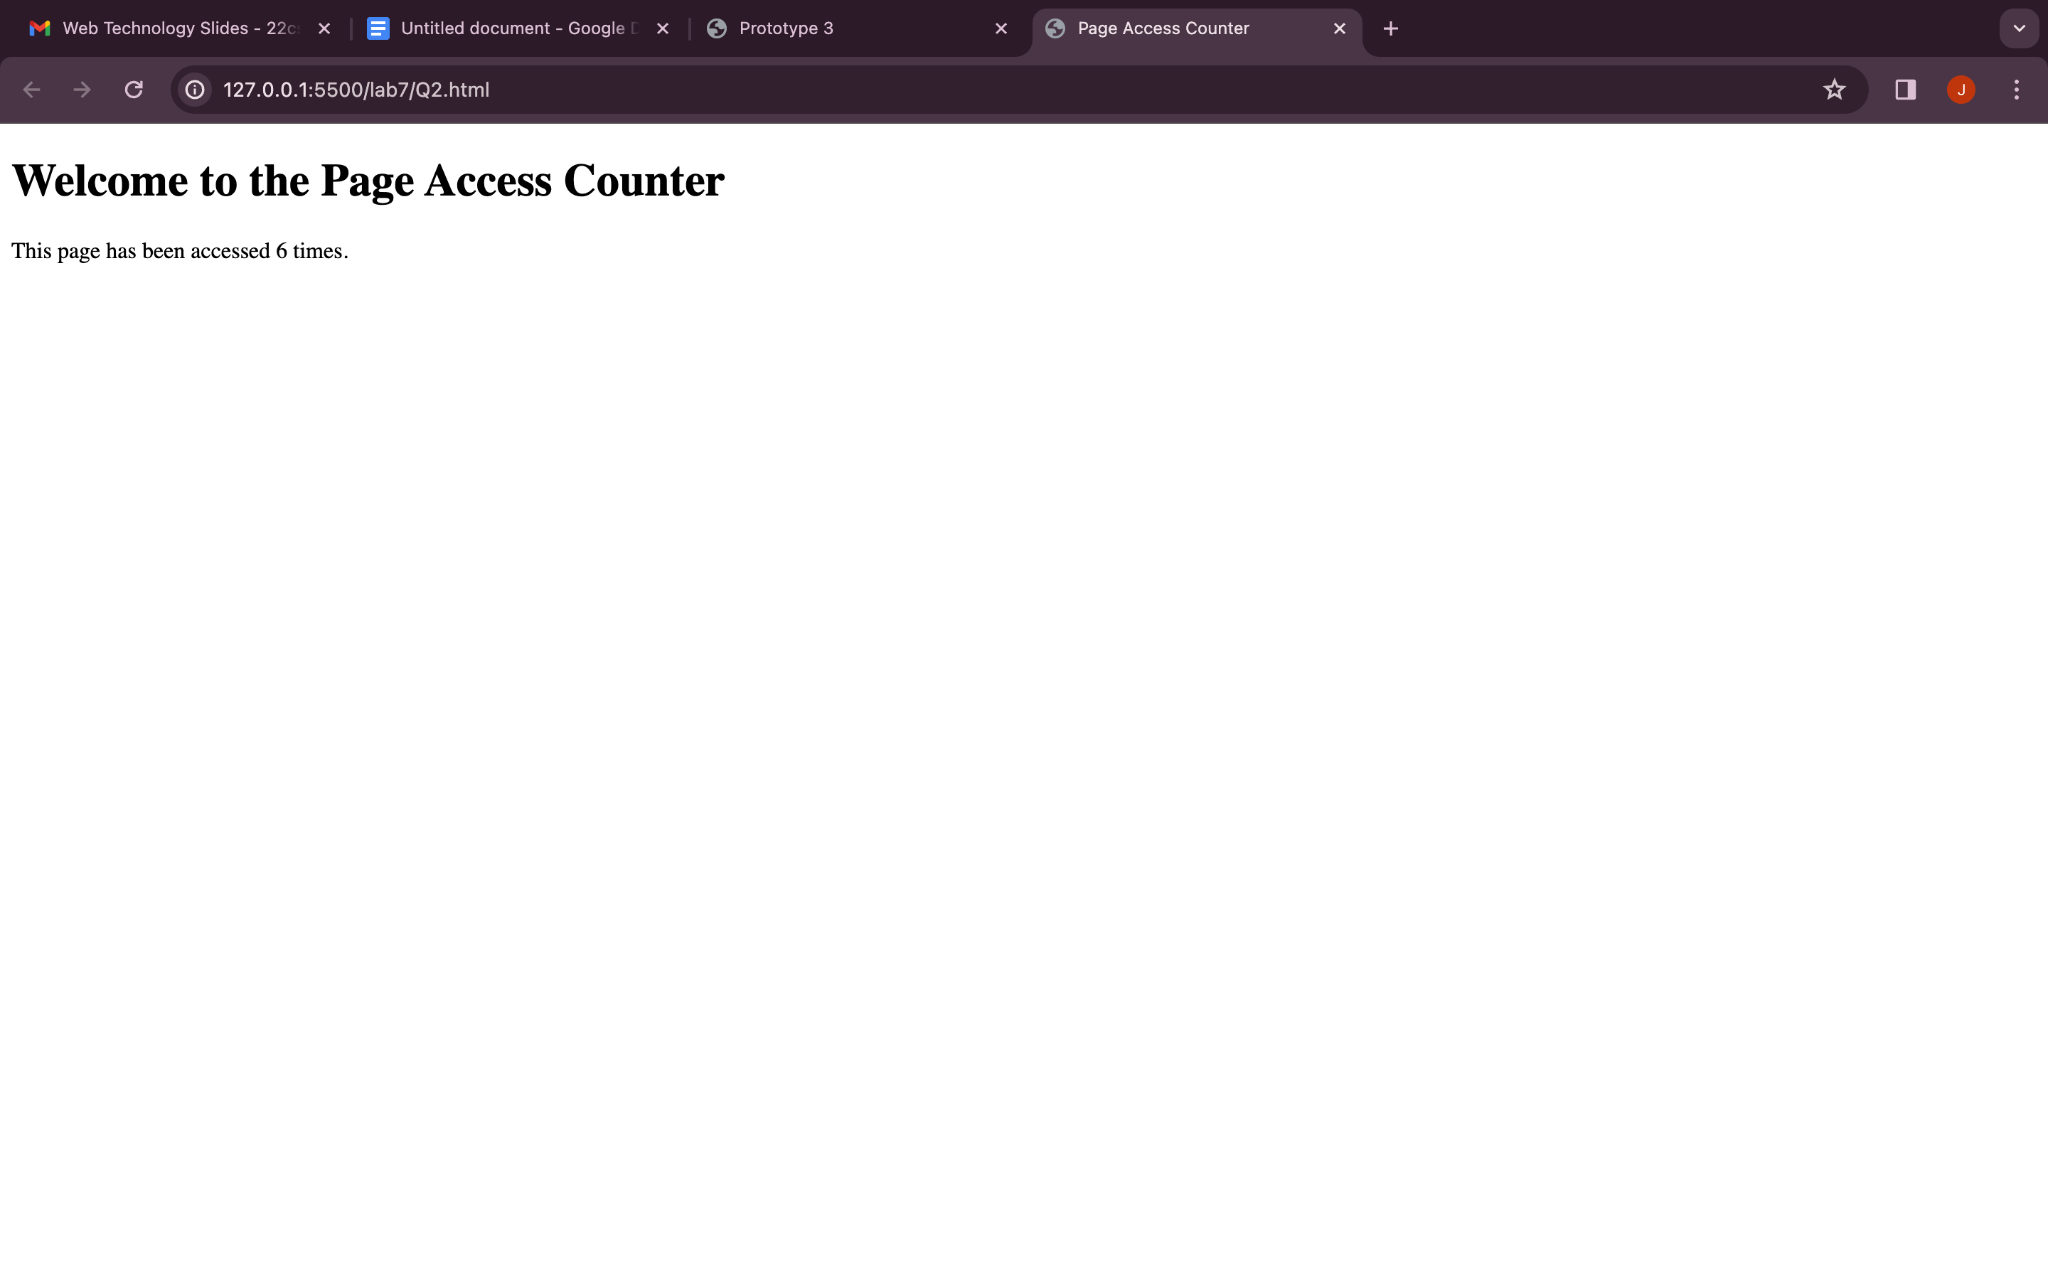 Web Technology Slides - 22c
Untitled document - Google
Prototype 3
Page Access Counter
127.0.0.1:5500/lab7/Q2.html
J
Welcome to the Page Access Counter
This page has been accessed 6 times.